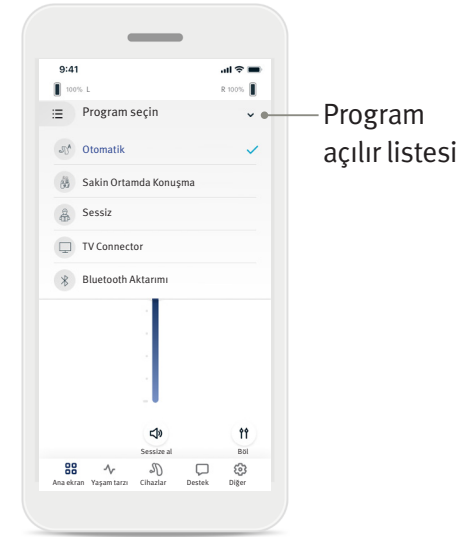 9:41
100% L
R 100%
Program seçin
Otomatik
Sakin Ortamda Konuşma
Sessiz
TV Connector
Bluetooth Aktarımı
Sessize al
Böl
Ana ekran Yaşam tarzı Cihazlar Destek Diğer
Program
açılır listesi